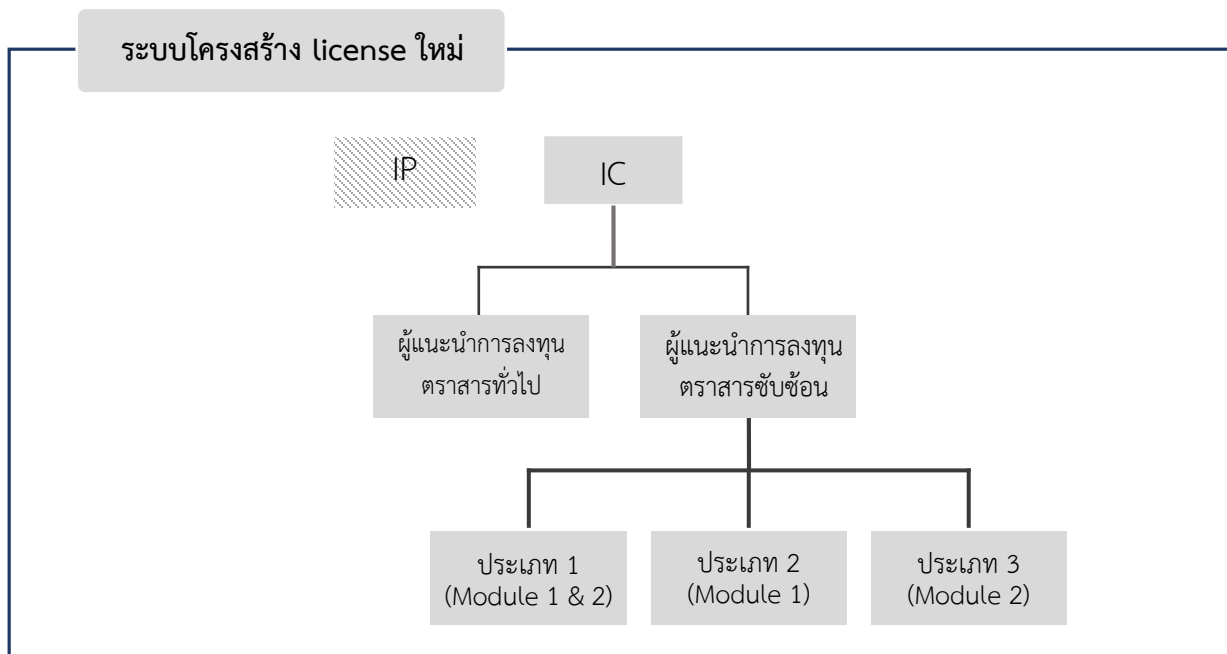 ระบบโครงสร้าง license ใหม่
IP
IC
ผู้แนะนำการลงทุน
ตราสารทั่วไป
ผู้แนะนำการลงทุน
ตราสารซับซ้อน
ประเภท 1
(Module 1 & 2)
ประเภท 2
(Module 1)
ประเภท 3
(Module 2)